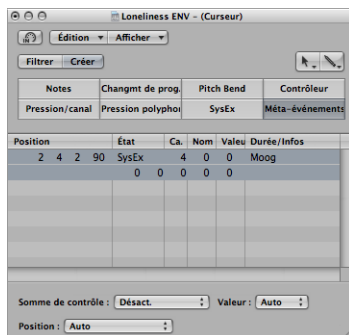 Loneliness ENV – (Curseur)
Édition Afficher
Filtrer Créer
Notes Changmt de prog. Pitch Bend Contrôleur
Pression/canal Pression polyphon SysEx Méta-événements
Position État Ca. Nom Valeu Durée/Infos
2 4 2 90 SysEx 4 0 0 Moog
0 0 0 0 0
Somme de contrôle : Désact. Valeur : Auto
Position : Auto